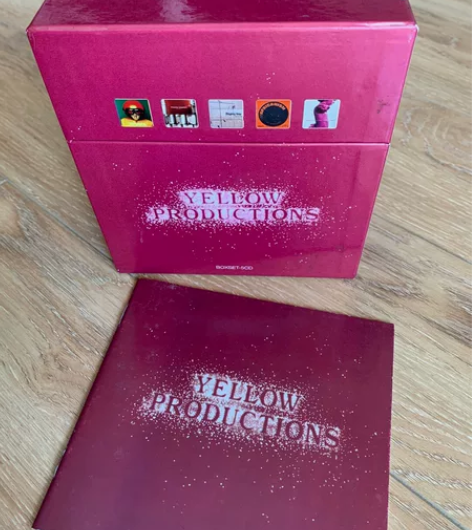 YELLOW
PRODUCTIONS
BOXSET-5CD
YELLOW
PRODUCTIONS